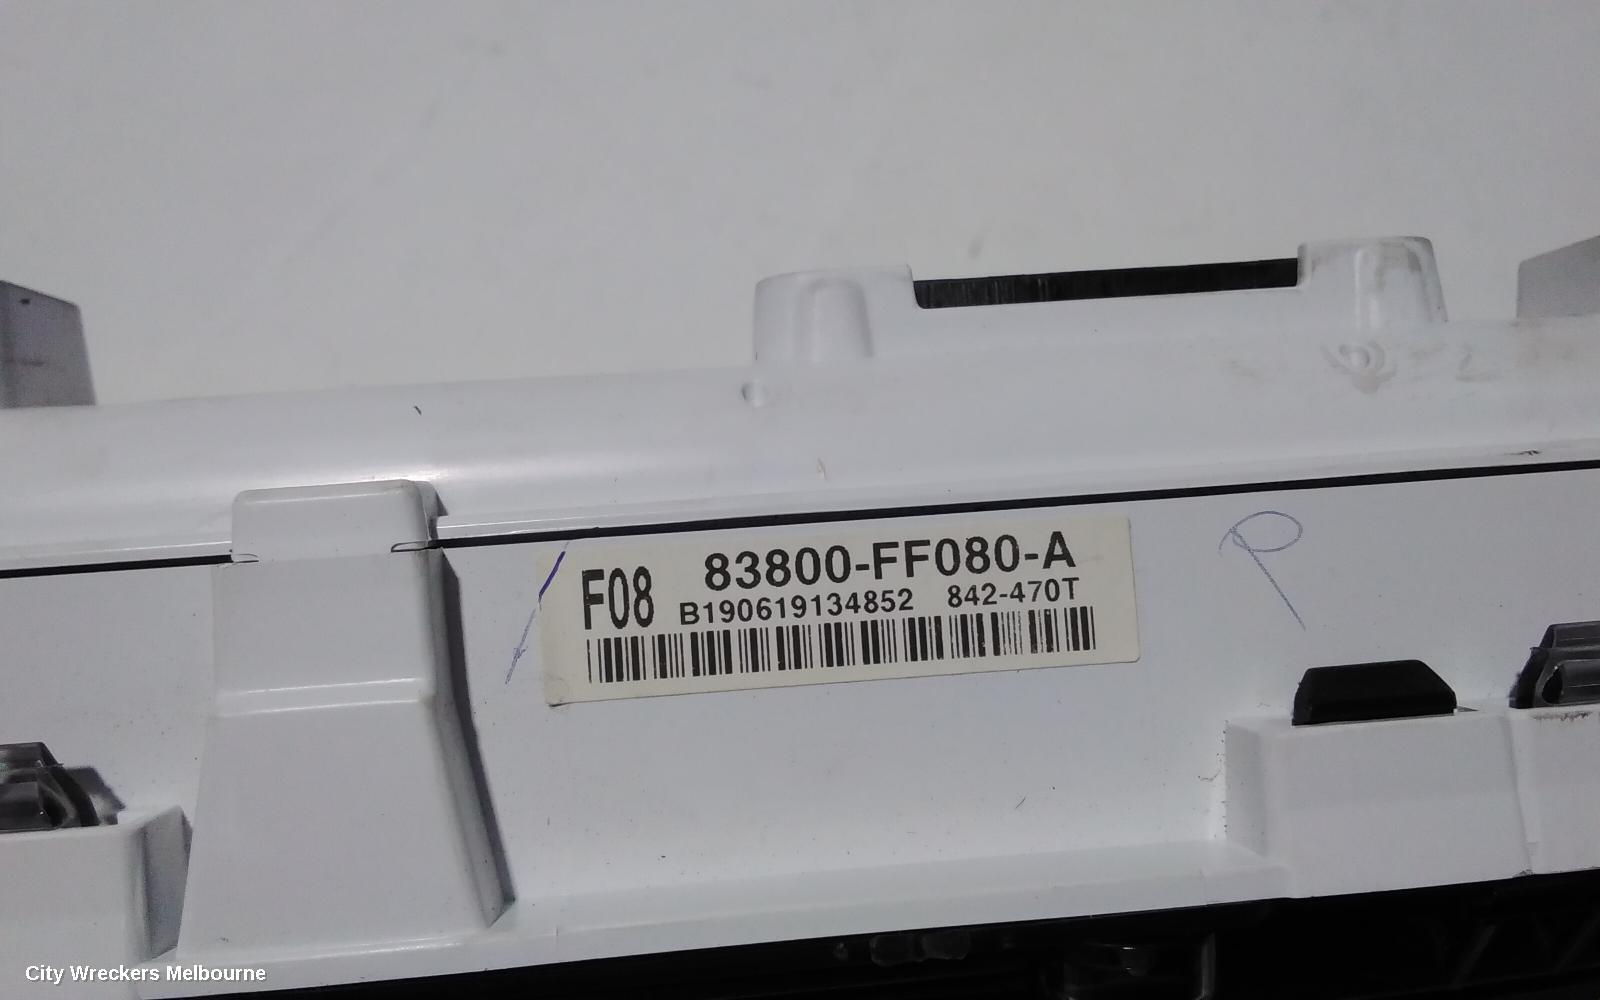 F08 83800-FF080-A
B190619134852 842-470T
R
City Wreckers Melbourne